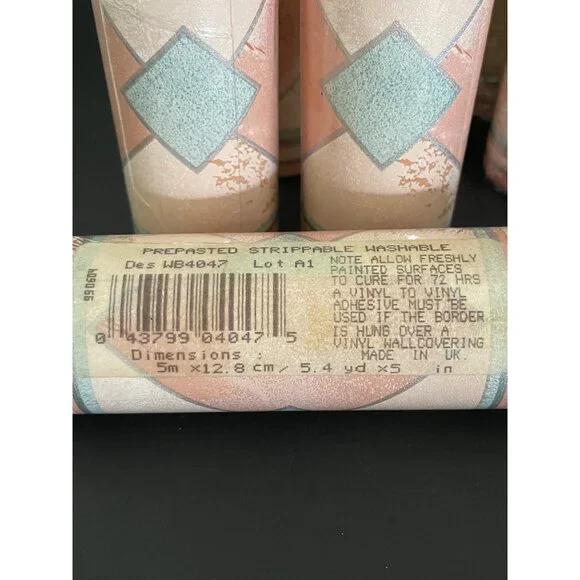 PREPASTED STRIPPABLE WASHABLE
Des WB4047 Lot A1
0 43799 04047 5
Dimensions :
5m x12.8 cm/ 5.4 yd x5 in
NOTE ALLOW FRESHLY
PAINTED SURFACES
TO CURE FOR 72 HRS
A VINYL TO VINYL
ADHESIVE MUST BE
USED IF THE BORDER
IS HUNG OVER A
VINYL WALLCOVERING
MADE IN UK.